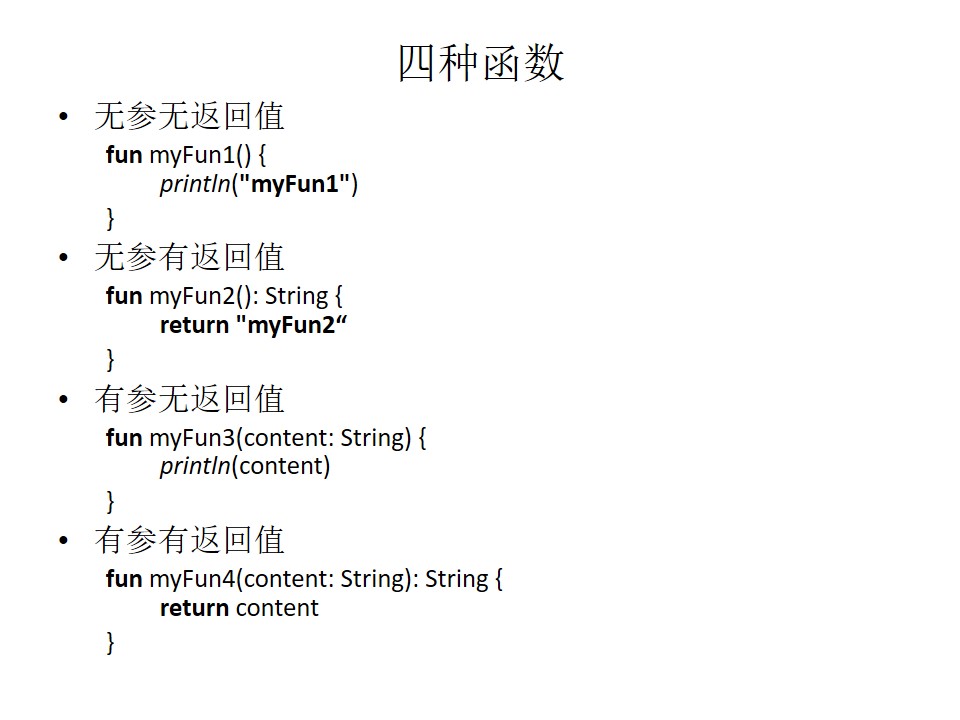 四种函数
• 无参无返回值
fun myFun1() {
println("myFun1")
}
• 无参有返回值
fun myFun2(): String {
return "myFun2“
}
• 有参无返回值
fun myFun3(content: String) {
println(content)
}
• 有参有返回值
fun myFun4(content: String): String {
return content
}